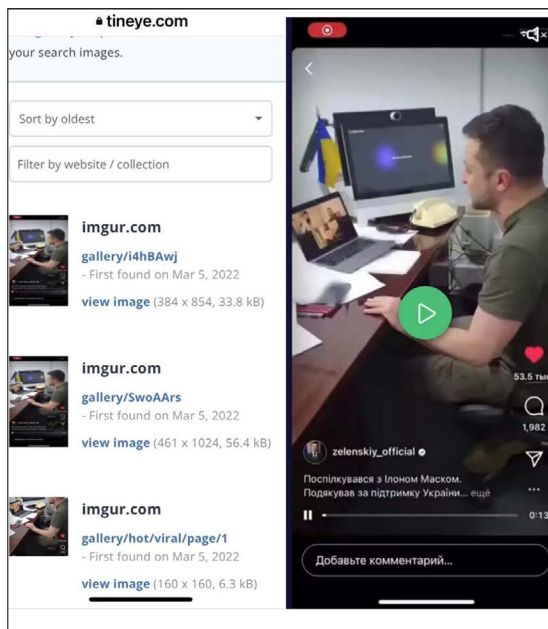 tineye.com
your search images.
Sort by oldest
Filter by website / collection
imgur.com
gallery/i4hBAwj
- First found on Mar 5, 2022
view image (384 x 854, 33.8 kB)
imgur.com
gallery/SwoAArs
- First found on Mar 5, 2022
view image (461 x 1024, 56.4 kB)
imgur.com
gallery/hot/viral/page/1
- First found on Mar 5, 2022
view image (160 x 160, 6.3 kB)
53.5 тыс
1,982
zelenskiy_official
Поспілкувався з Ілоном Маском.
Подякував за підтримку України... ещё
0:13
Добавьте комментарий...